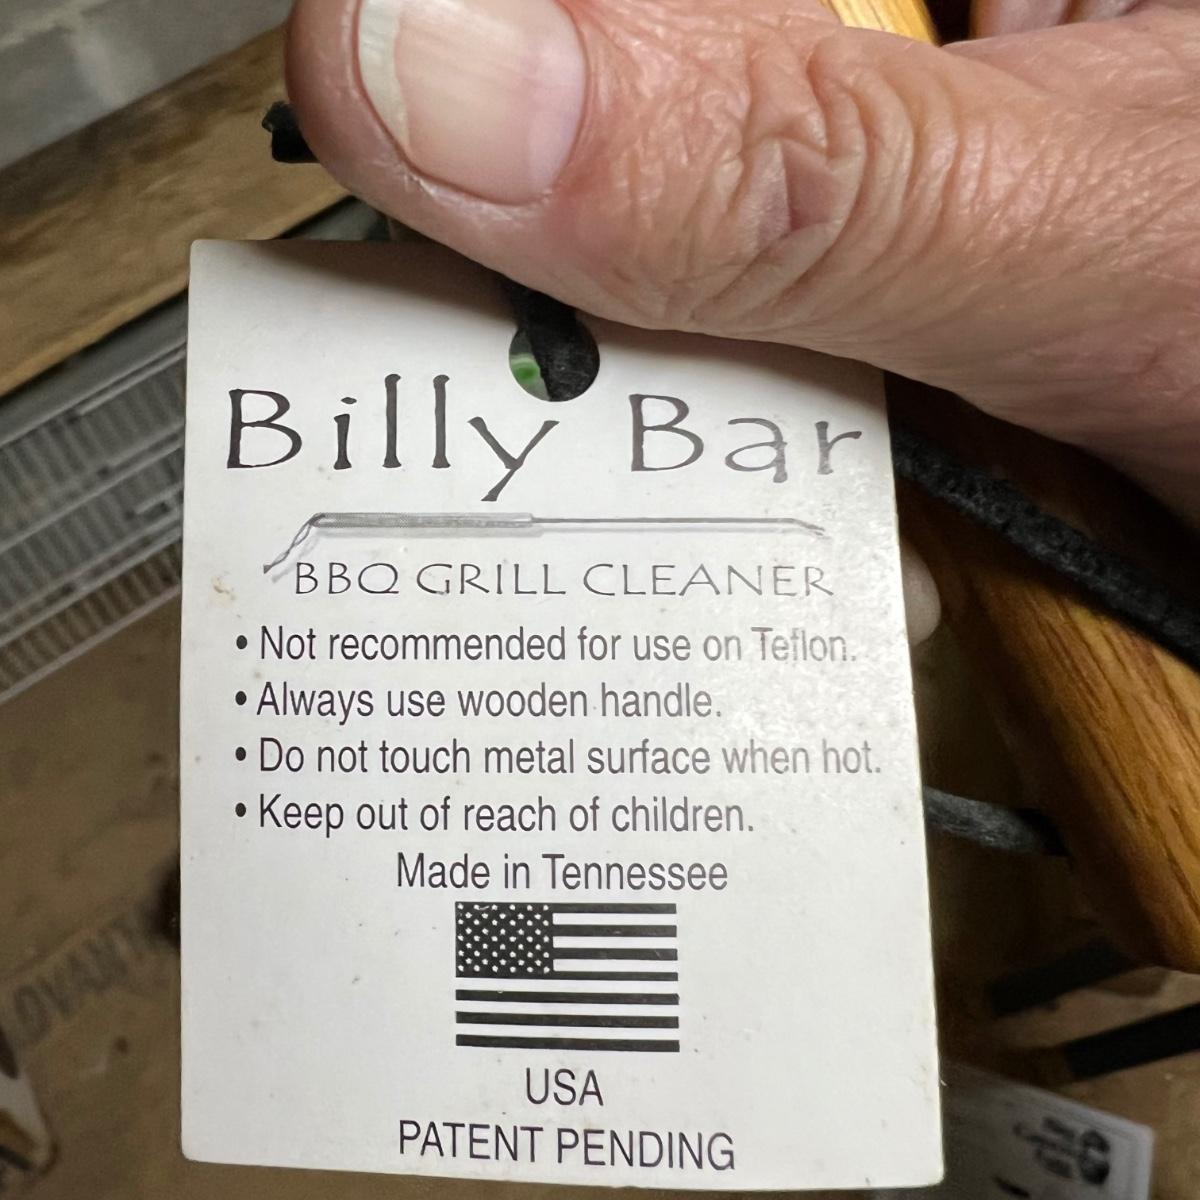 Billy Bar
BBQ GRILL CLEANER
• Not recommended for use on Teflon.
• Always use wooden handle.
• Do not touch metal surface when hot.
• Keep out of reach of children.
Made in Tennessee
USA
PATENT PENDING